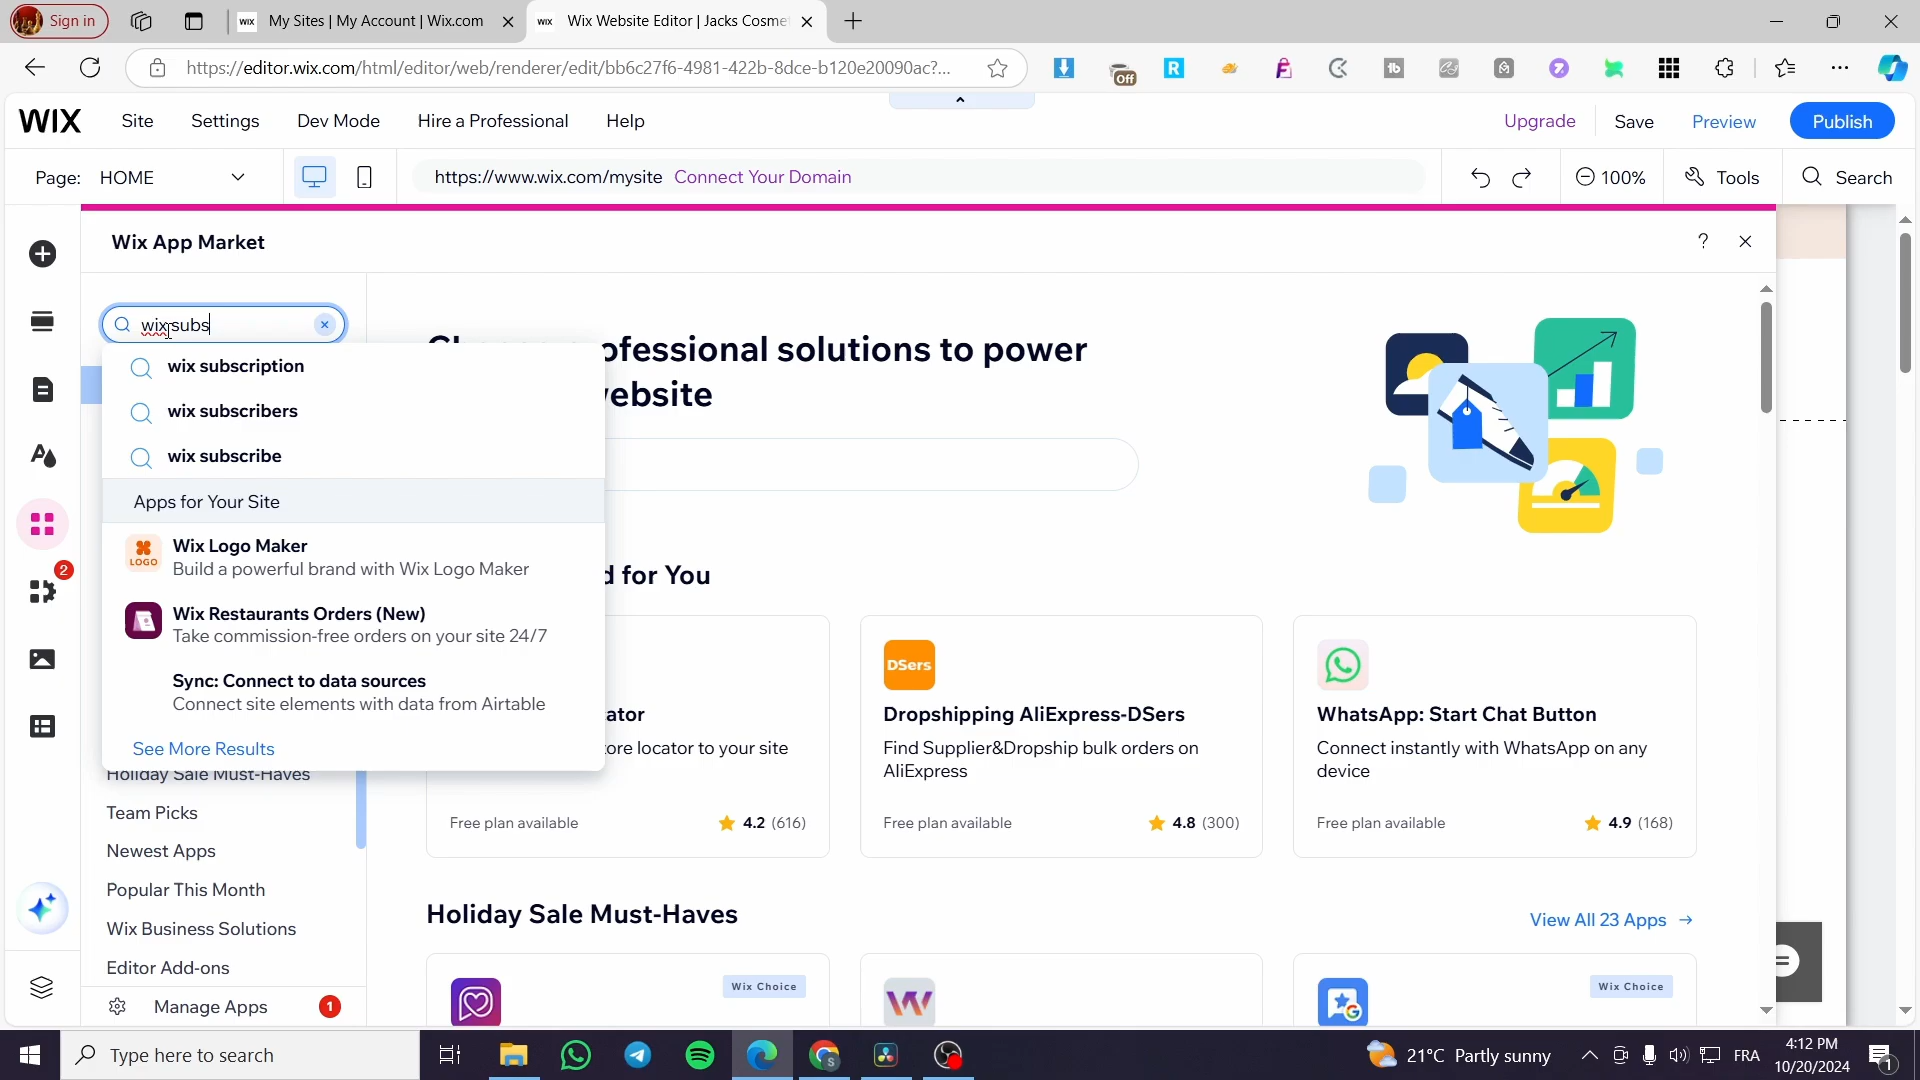 Sign in
My Sites | My Account | Wix.com
Wix Website Editor | Jacks Cosme
https://editor.wix.com/html/editor/web/renderer/edit/bb6c27f6-4981-422b-8dce-b120e20090ac?...
Off
WIX
Site
Settings
Dev Mode
Hire a Professional
Help
Upgrade
Save
Preview
Publish
Page: HOME
https://www.wix.com/mysite Connect Your Domain
100%
Tools
Search
Wix App Market
?
wix subs
wix subscription
wix subscribers
wix subscribe
Apps for Your Site
LOGO
Wix Logo Maker
Build a powerful brand with Wix Logo Maker
Wix Restaurants Orders (New)
Take commission-free orders on your site 24/7
Sync: Connect to data sources
Connect site elements with data from Airtable
See More Results
ofessional solutions to power
ebsite
d for You
ator
ore locator to your site
Free plan available
4.2 (616)
DSers
Dropshipping AliExpress-DSers
Find Supplier&Dropship bulk orders on
AliExpress
Free plan available
4.8 (300)
WhatsApp: Start Chat Button
Connect instantly with WhatsApp on any
device
Free plan available
4.9 (168)
2
Holiday Sale Must-Haves
Team Picks
Newest Apps
Popular This Month
Wix Business Solutions
Editor Add-ons
Manage Apps
1
Holiday Sale Must-Haves
View All 23 Apps
Wix Choice
Wix Choice
Type here to search
21°C Partly sunny
FRA
4:12 PM
10/20/2024
1